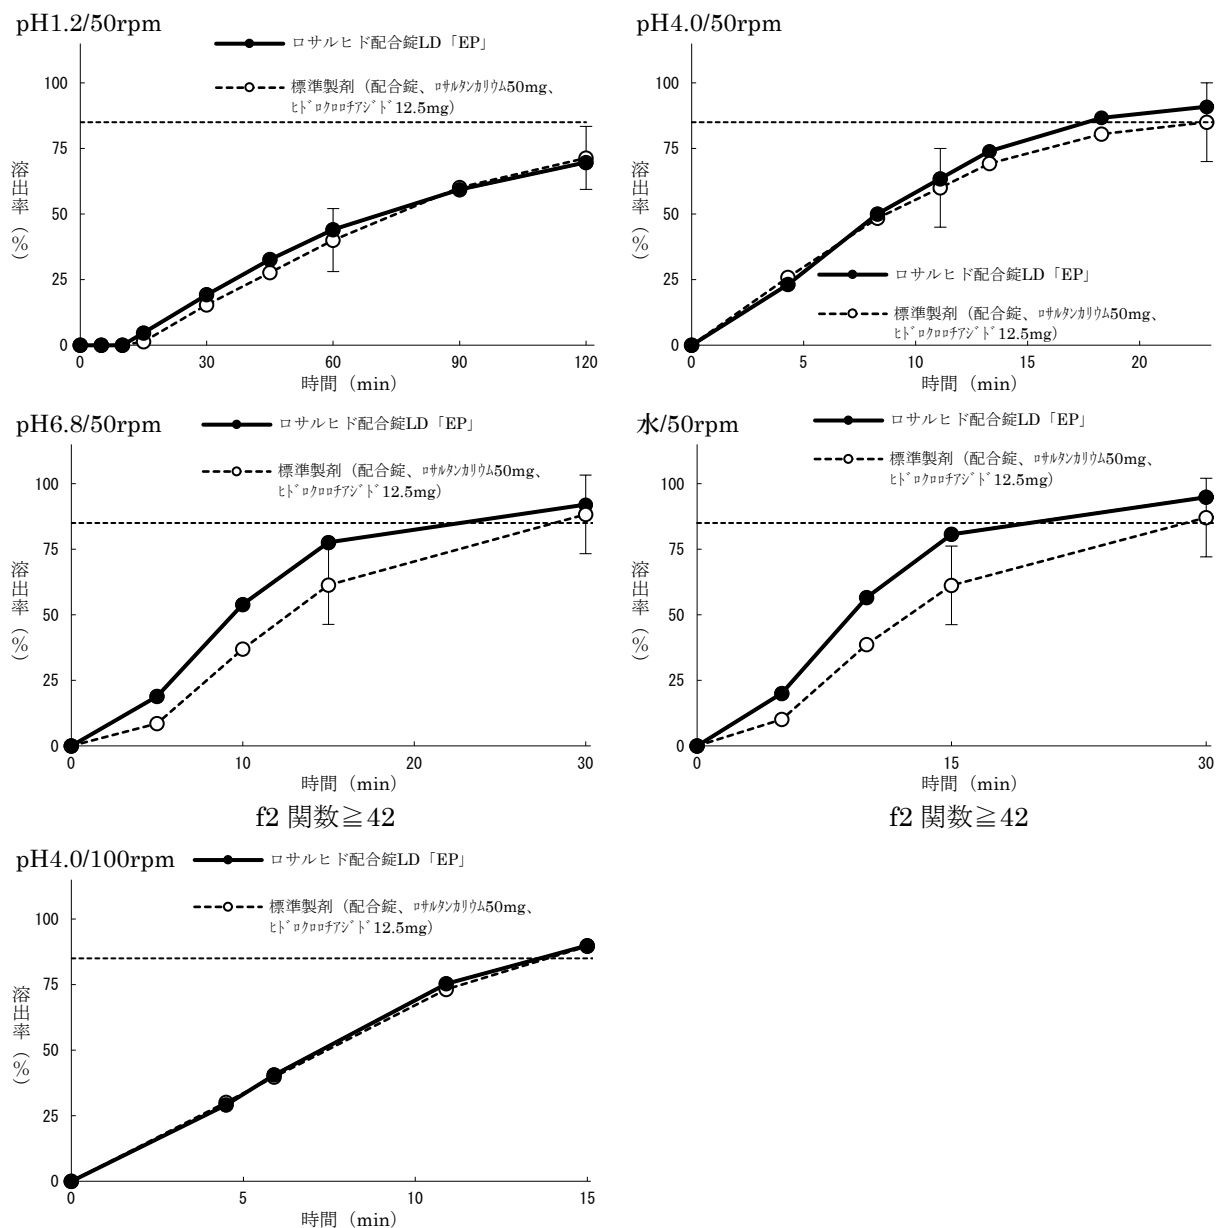 pH1.2/50rpm
ロサルヒド配合錠LD「EP」
標準製剤（配合錠、ﾛｻﾙﾀﾝｶﾘｳﾑ50mg、
ﾋﾄﾞﾛｸﾛﾛﾁｱｼﾞﾄﾞ12.5mg）
100
75
50
25
0
溶出率（%）
0 30 60 90 120
時間（min）
pH4.0/50rpm
100
75
50
25
0
溶出率（%）
ロサルヒド配合錠LD「EP」
標準製剤（配合錠、ﾛｻﾙﾀﾝｶﾘｳﾑ50mg、
ﾋﾄﾞﾛｸﾛﾛﾁｱｼﾞﾄﾞ12.5mg）
0 5 10 15 20
時間（min）
pH6.8/50rpm
ロサルヒド配合錠LD「EP」
標準製剤（配合錠、ﾛｻﾙﾀﾝｶﾘｳﾑ50mg、
ﾋﾄﾞﾛｸﾛﾛﾁｱｼﾞﾄﾞ12.5mg）
100
75
50
25
0
溶出率（%）
0 10 20 30
時間（min）
f2 関数≧42
水/50rpm
ロサルヒド配合錠LD「EP」
標準製剤（配合錠、ﾛｻﾙﾀﾝｶﾘｳﾑ50mg、
ﾋﾄﾞﾛｸﾛﾛﾁｱｼﾞﾄﾞ12.5mg）
100
75
50
25
0
溶出率（%）
0 15 30
時間（min）
f2 関数≧42
pH4.0/100rpm
ロサルヒド配合錠LD「EP」
標準製剤（配合錠、ﾛｻﾙﾀﾝｶﾘｳﾑ50mg、
ﾋﾄﾞﾛｸﾛﾛﾁｱｼﾞﾄﾞ12.5mg）
100
75
50
25
0
溶出率（%）
0 5 10 15
時間（min）